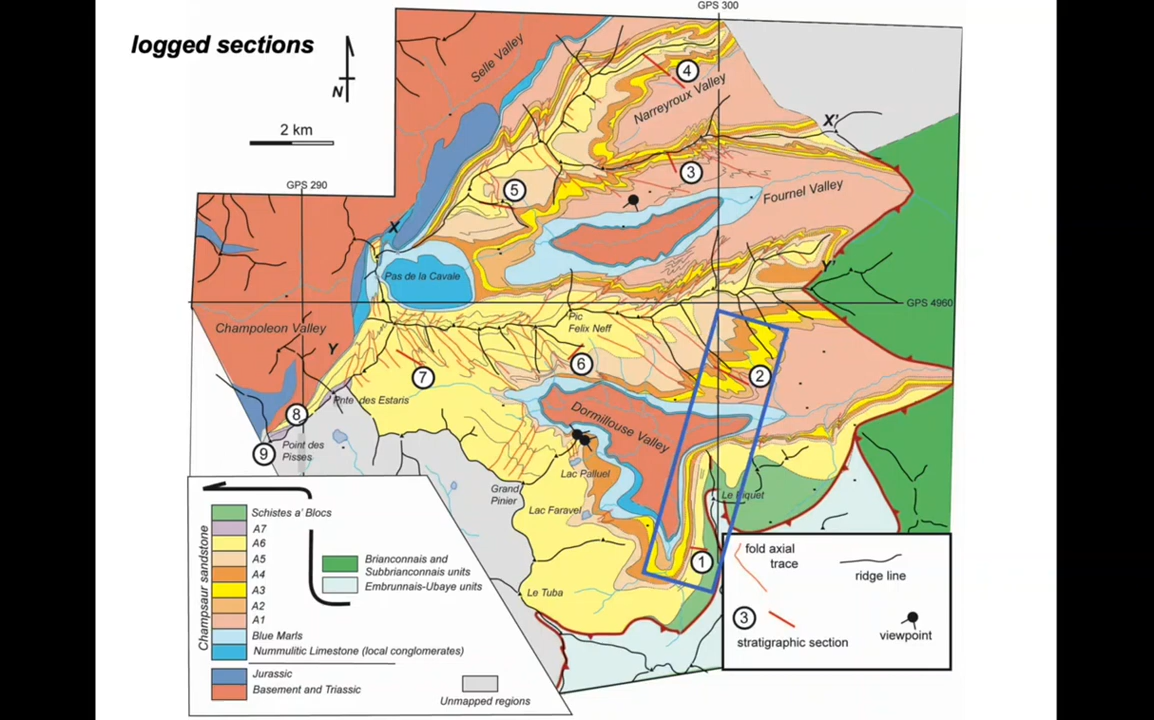 logged sections
GPS 300
N
2 km
Selle Valley
4
Narreyroux Valley
X'
3
GPS 290
5
Fournel Valley
X
Pas de la Cavale
Y'
GPS 4960
Champoleon Valley
Pic
Felix Neff
Y
6
2
7
Pnte des Estaris
8
Dormillouse Valley
Point des
Pisses
9
Lac Palluel
Grand
Pinier
Le Piquet
Lac Faravel
1
Le Tuba
Champsaur sandstone
Schistes a' Blocs
A7
A6
A5
A4
A3
A2
A1
Blue Marls
Nummulitic Limestone (local conglomerates)
Jurassic
Basement and Triassic
Brianconnais and
Subbrianconnais units
Embrunnais-Ubaye units
Unmapped regions
fold axial
trace
ridge line
3
stratigraphic section
viewpoint